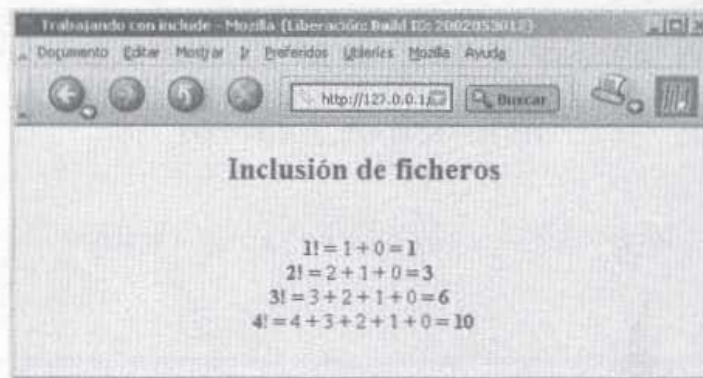 Trabajando con include - Mozilla {Liberación: Build ID: 2002053012}
Documento Editar Mostrar Ir Preferidos Útiles Mozilla Ayuda
http://127.0.0.1/ Buscar
Inclusión de ficheros
1! = 1 + 0 = 1
2! = 2 + 1 + 0 = 3
3! = 3 + 2 + 1 + 0 = 6
4! = 4 + 3 + 2 + 1 + 0 = 10